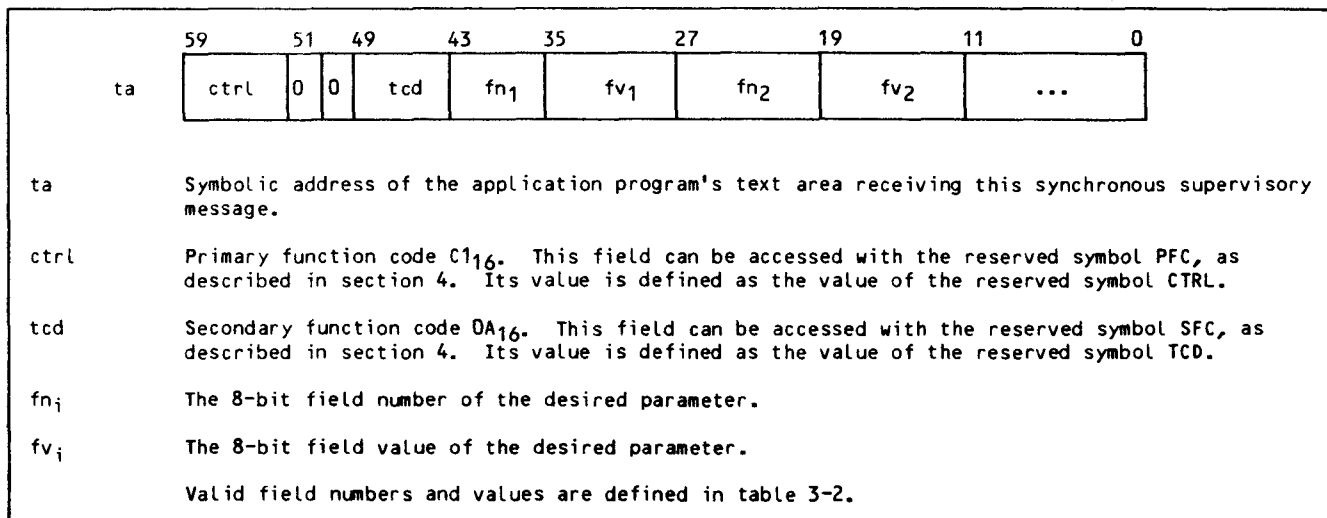 59 51 49 43 35 27 19 11 0
ta ctrl 0 0 tcd fn1 fv1 fn2 fv2 ...
ta Symbolic address of the application program's text area receiving this synchronous supervisory
message.
ctrl Primary function code C116. This field can be accessed with the reserved symbol PFC, as
described in section 4. Its value is defined as the value of the reserved symbol CTRL.
tcd Secondary function code 0A16. This field can be accessed with the reserved symbol SFC, as
described in section 4. Its value is defined as the value of the reserved symbol TCD.
fni The 8-bit field number of the desired parameter.
fvi The 8-bit field value of the desired parameter.
Valid field numbers and values are defined in table 3-2.